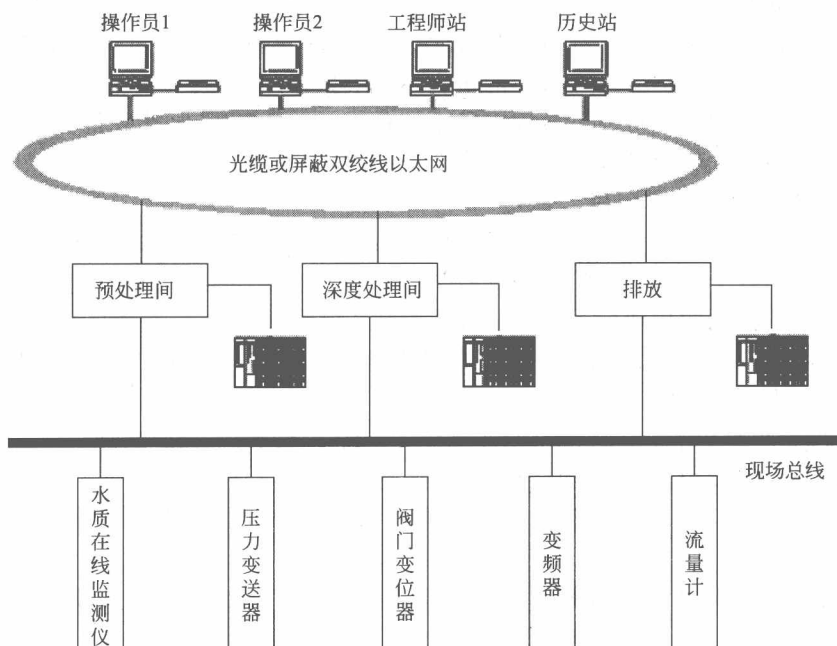 操作员1
操作员2
工程师站
历史站
光缆或屏蔽双绞线以太网
预处理间
深度处理间
排放
现场总线
水质在线监测仪
压力变送器
阀门变位器
变频器
流量计